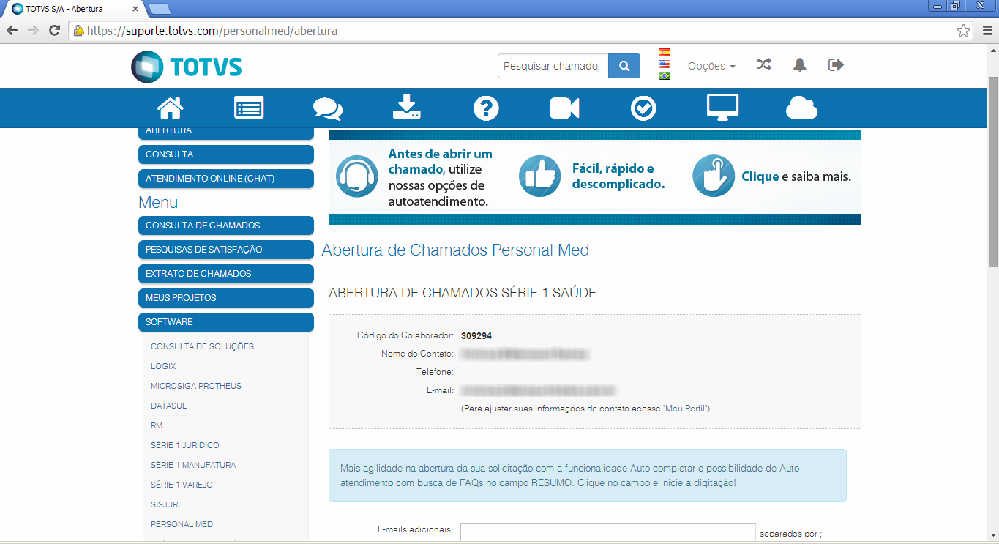 TOTVS S/A - Abertura
https://suporte.totvs.com/personalmed/abertura
TOTVS
Pesquisar chamado
Opções
ABERTURA
CONSULTA
ATENDIMENTO ONLINE (CHAT)
Menu
CONSULTA DE CHAMADOS
PESQUISAS DE SATISFAÇÃO
EXTRATO DE CHAMADOS
MEUS PROJETOS
SOFTWARE
CONSULTA DE SOLUÇÕES
LOGIX
MICROSIGA PROTHEUS
DATASUL
RM
SÉRIE 1 JURÍDICO
SÉRIE 1 MANUFATURA
SÉRIE 1 VAREJO
SISJURI
PERSONAL MED
Antes de abrir um
chamado, utilize
nossas opções de
autoatendimento.
Fácil, rápido e
descomplicado.
Clique e saiba mais.
Abertura de Chamados Personal Med
ABERTURA DE CHAMADOS SÉRIE 1 SAÚDE
Código do Colaborador: 309294
Nome do Contato:
Telefone:
E-mail:
(Para ajustar suas informações de contato acesse "Meu Perfil")
Mais agilidade na abertura da sua solicitação com a funcionalidade Auto completar e possibilidade de Auto
atendimento com busca de FAQs no campo RESUMO. Clique no campo e inicie a digitação!
E-mails adicionais: separados por ;